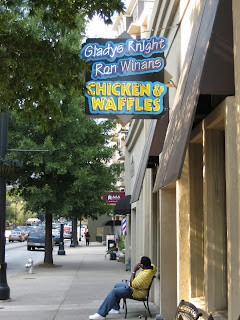 Gladys Knight
Ron Winans
CHICKEN &
WAFFLES